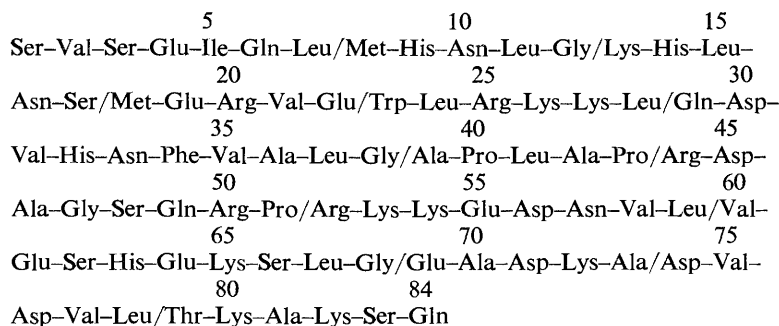 5 10 15
Ser–Val–Ser–Glu–Ile–Gln–Leu/Met–His–Asn–Leu–Gly/Lys–His–Leu–
20 25 30
Asn–Ser/Met–Glu–Arg–Val–Glu/Trp–Leu–Arg–Lys–Lys–Leu/Gln–Asp–
35 40 45
Val–His–Asn–Phe–Val–Ala–Leu–Gly/Ala–Pro–Leu–Ala–Pro/Arg–Asp–
50 55 60
Ala–Gly–Ser–Gln–Arg–Pro/Arg–Lys–Lys–Glu–Asp–Asn–Val–Leu/Val–
65 70 75
Glu–Ser–His–Glu–Lys–Ser–Leu–Gly/Glu–Ala–Asp–Lys–Ala/Asp–Val–
80 84
Asp–Val–Leu/Thr–Lys–Ala–Lys–Ser–Gln